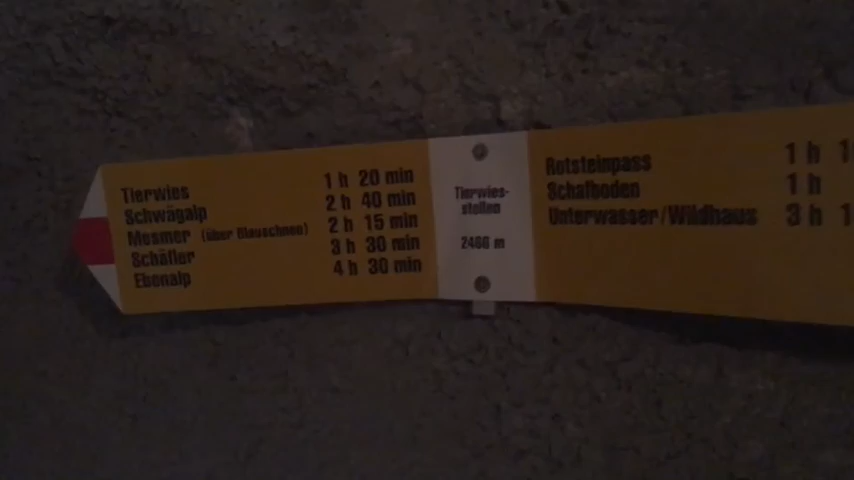 Tierwies 1 h 20 min
Schwägalp 2 h 40 min
Mesmer (über Blauschnee) 2 h 15 min
Schäfler 3 h 30 min
Ebenalp 4 h 30 min
Tierwies-
stollen
2460 m
Rotsteinpass 1 h
Schafboden 1 h
Unterwasser/Wildhaus 3 h